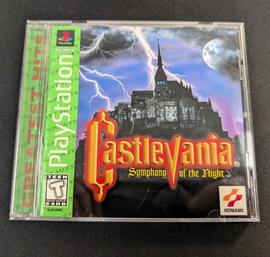 GREATEST HITS
PlayStation
Castlevania
Symphony of the Night
TEEN
T
KONAMI